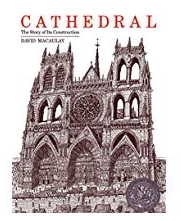 CATHEDRAL
The Story of Its Construction
DAVID MACAULAY